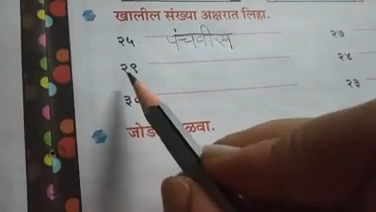 खालील संख्या अक्षरात लिहा.
२५ पंचवीस २७
२९ २४
२३